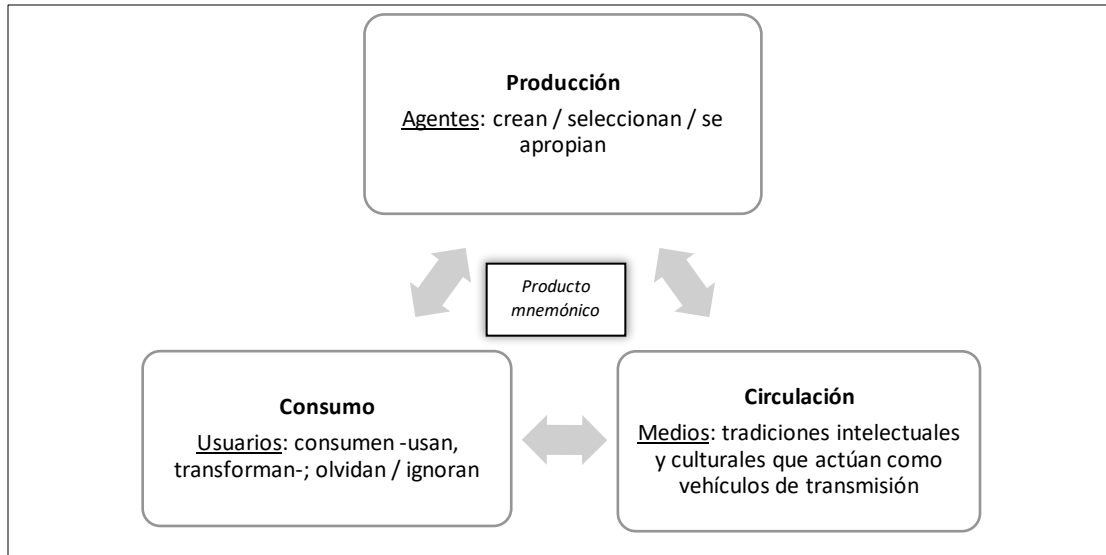 Producción
Agentes: crean / seleccionan / se
apropian
Producto
mnemónico
Consumo
Usuarios: consumen -usan,
transforman-; olvidan / ignoran
Circulación
Medios: tradiciones intelectuales
y culturales que actúan como
vehículos de transmisión